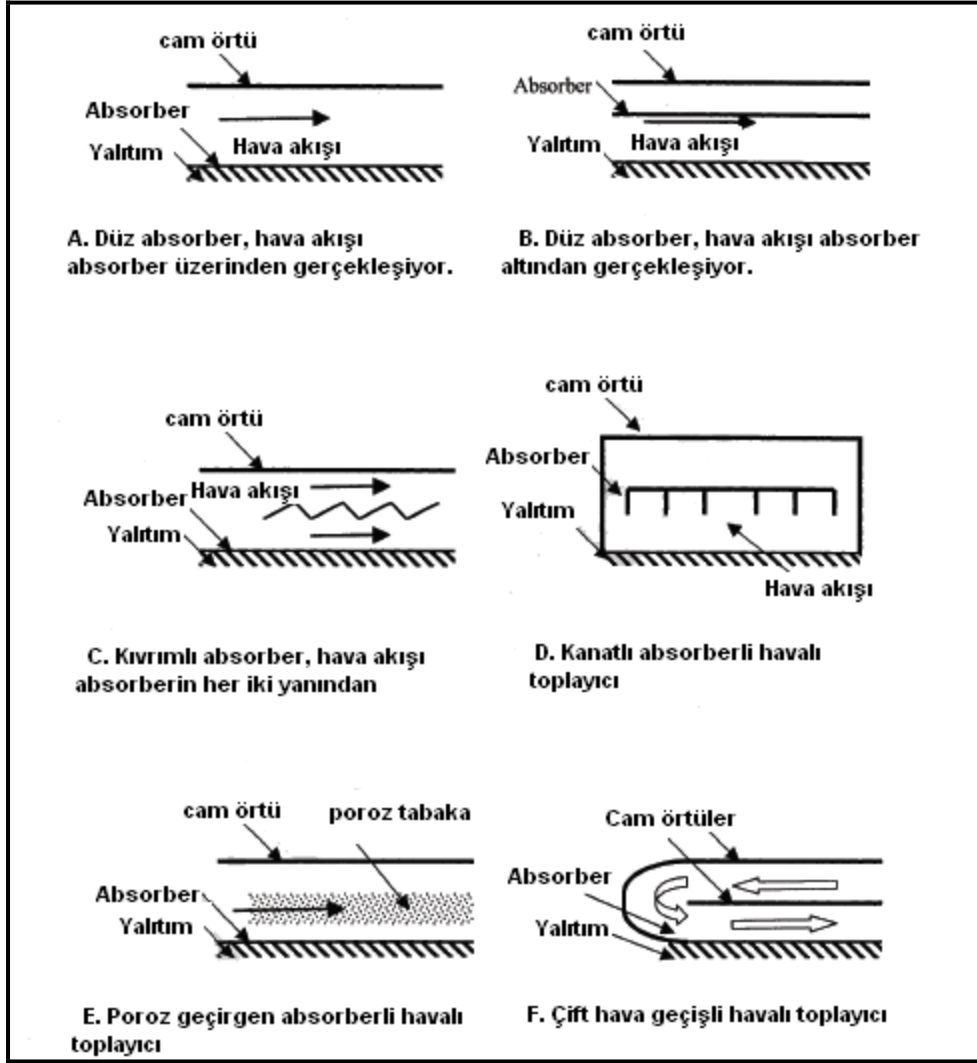 cam örtü
Absorber
Yalıtım
Hava akışı
A. Düz absorber, hava akışı
absorber üzerinden gerçekleşiyor.
cam örtü
Absorber
Yalıtım
Hava akışı
B. Düz absorber, hava akışı absorber
altından gerçekleşiyor.
cam örtü
Absorber
Hava akışı
Yalıtım
C. Kıvrımlı absorber, hava akışı
absorberin her iki yanından
cam örtü
Absorber
Yalıtım
Hava akışı
D. Kanatlı absorberli havalı
toplayıcı
cam örtü
poroz tabaka
Absorber
Yalıtım
E. Poroz geçirgen absorberli havalı
toplayıcı
Cam örtüler
Absorber
Yalıtım
F. Çift hava geçişli havalı toplayıcı